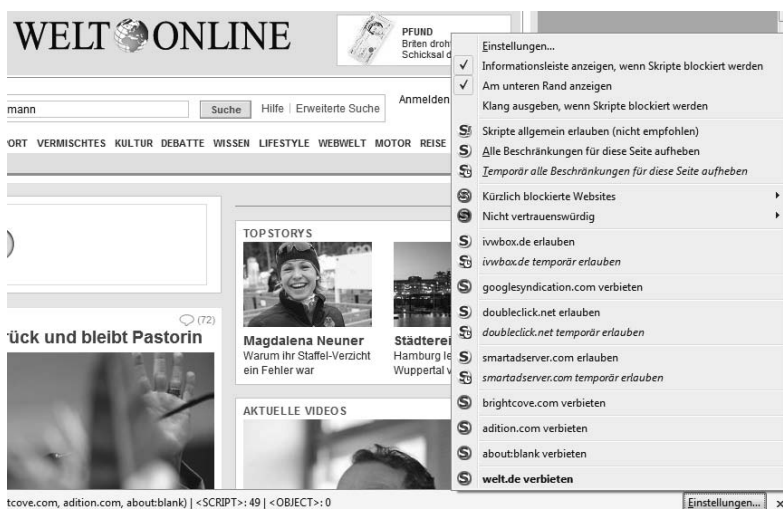 WELT ONLINE
PFUND
Briten droht
Schicksal d
mann
Suche
Hilfe | Erweiterte Suche
Anmelden
ORT VERMISCHTES KULTUR DEBATTE WISSEN LIFESTYLE WEBWELT MOTOR REISE
TOPSTORYS
(72)
rück und bleibt Pastorin
Magdalena Neuner
Warum ihr Staffel-Verzicht
ein Fehler war
Städterei
Hamburg le
Wuppertal v
AKTUELLE VIDEOS
Einstellungen...
Informationsleiste anzeigen, wenn Skripte blockiert werden
Am unteren Rand anzeigen
Klang ausgeben, wenn Skripte blockiert werden
Skripte allgemein erlauben (nicht empfohlen)
Alle Beschränkungen für diese Seite aufheben
Temporär alle Beschränkungen für diese Seite aufheben
Kürzlich blockierte Websites
Nicht vertrauenswürdig
ivwbox.de erlauben
ivwbox.de temporär erlauben
googlesyndication.com verbieten
doubleclick.net erlauben
doubleclick.net temporär erlauben
smartadserver.com erlauben
smartadserver.com temporär erlauben
brightcove.com verbieten
adition.com verbieten
about:blank verbieten
welt.de verbieten
tcove.com, adition.com, about:blank) | <SCRIPT>: 49 | <OBJECT>: 0
Einstellungen...